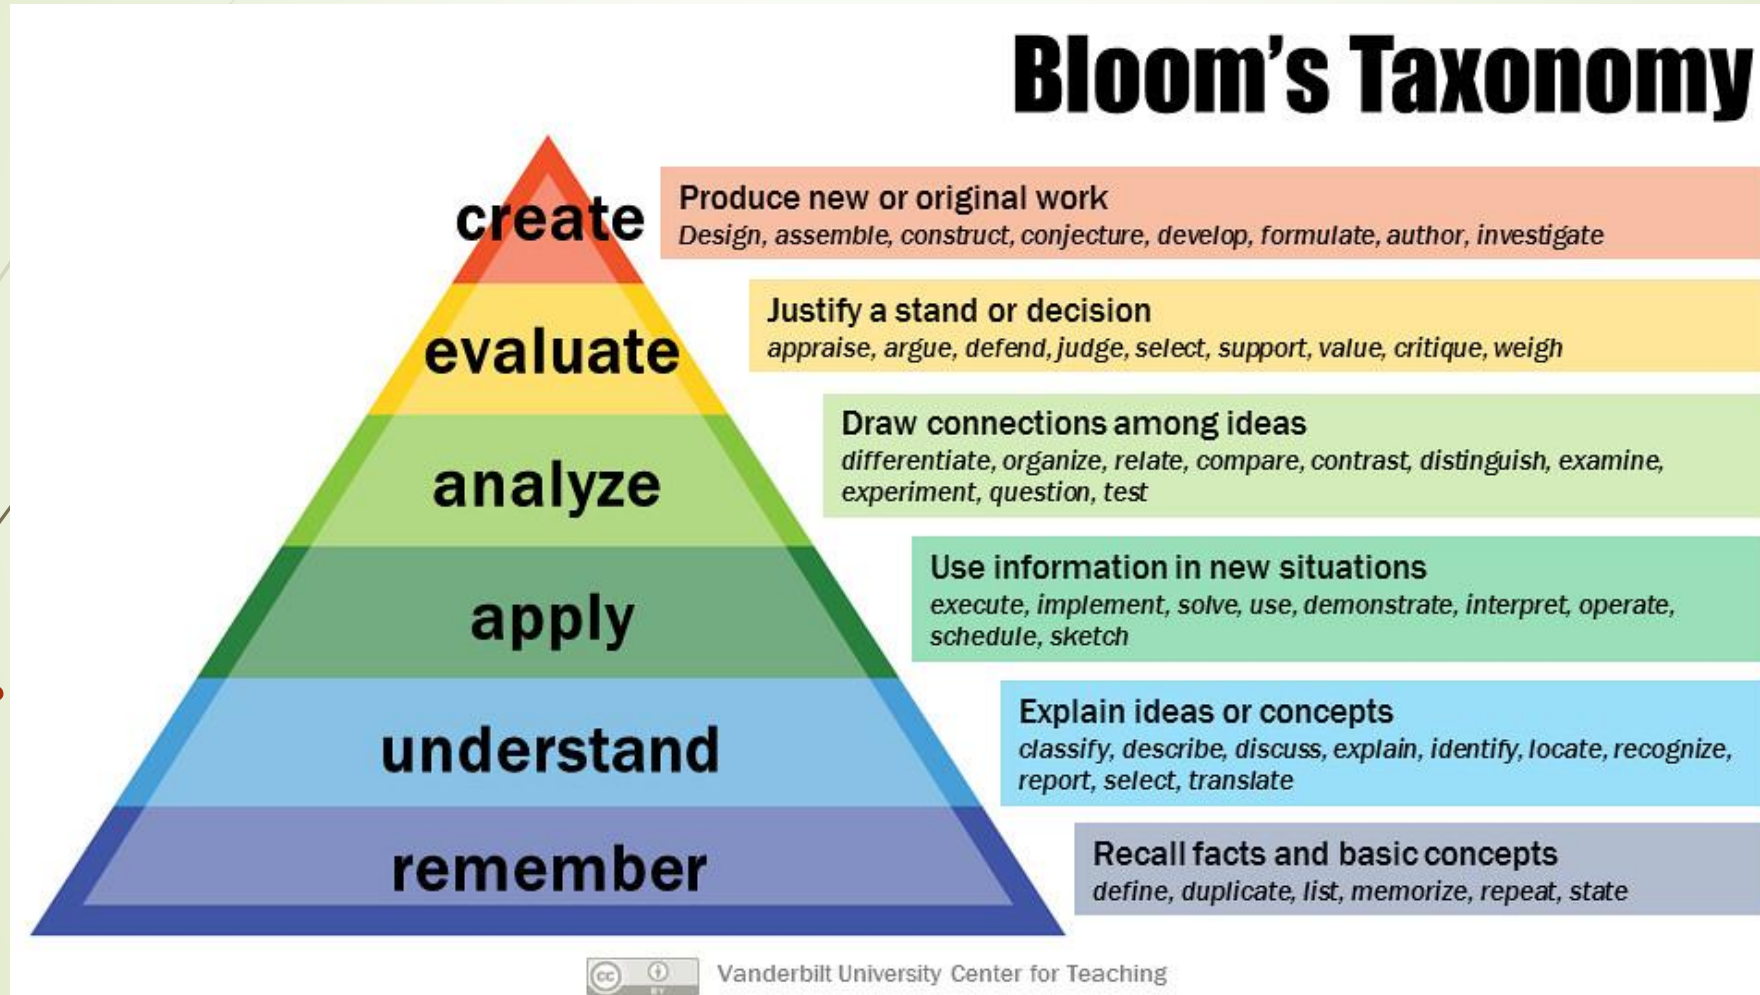 Bloom's Taxonomy
create
Produce new or original work
Design, assemble, construct, conjecture, develop, formulate, author, investigate
evaluate
Justify a stand or decision
appraise, argue, defend, judge, select, support, value, critique, weigh
analyze
Draw connections among ideas
differentiate, organize, relate, compare, contrast, distinguish, examine,
experiment, question, test
apply
Use information in new situations
execute, implement, solve, use, demonstrate, interpret, operate,
schedule, sketch
understand
Explain ideas or concepts
classify, describe, discuss, explain, identify, locate, recognize,
report, select, translate
remember
Recall facts and basic concepts
define, duplicate, list, memorize, repeat, state
cc
BY
Vanderbilt University Center for Teaching